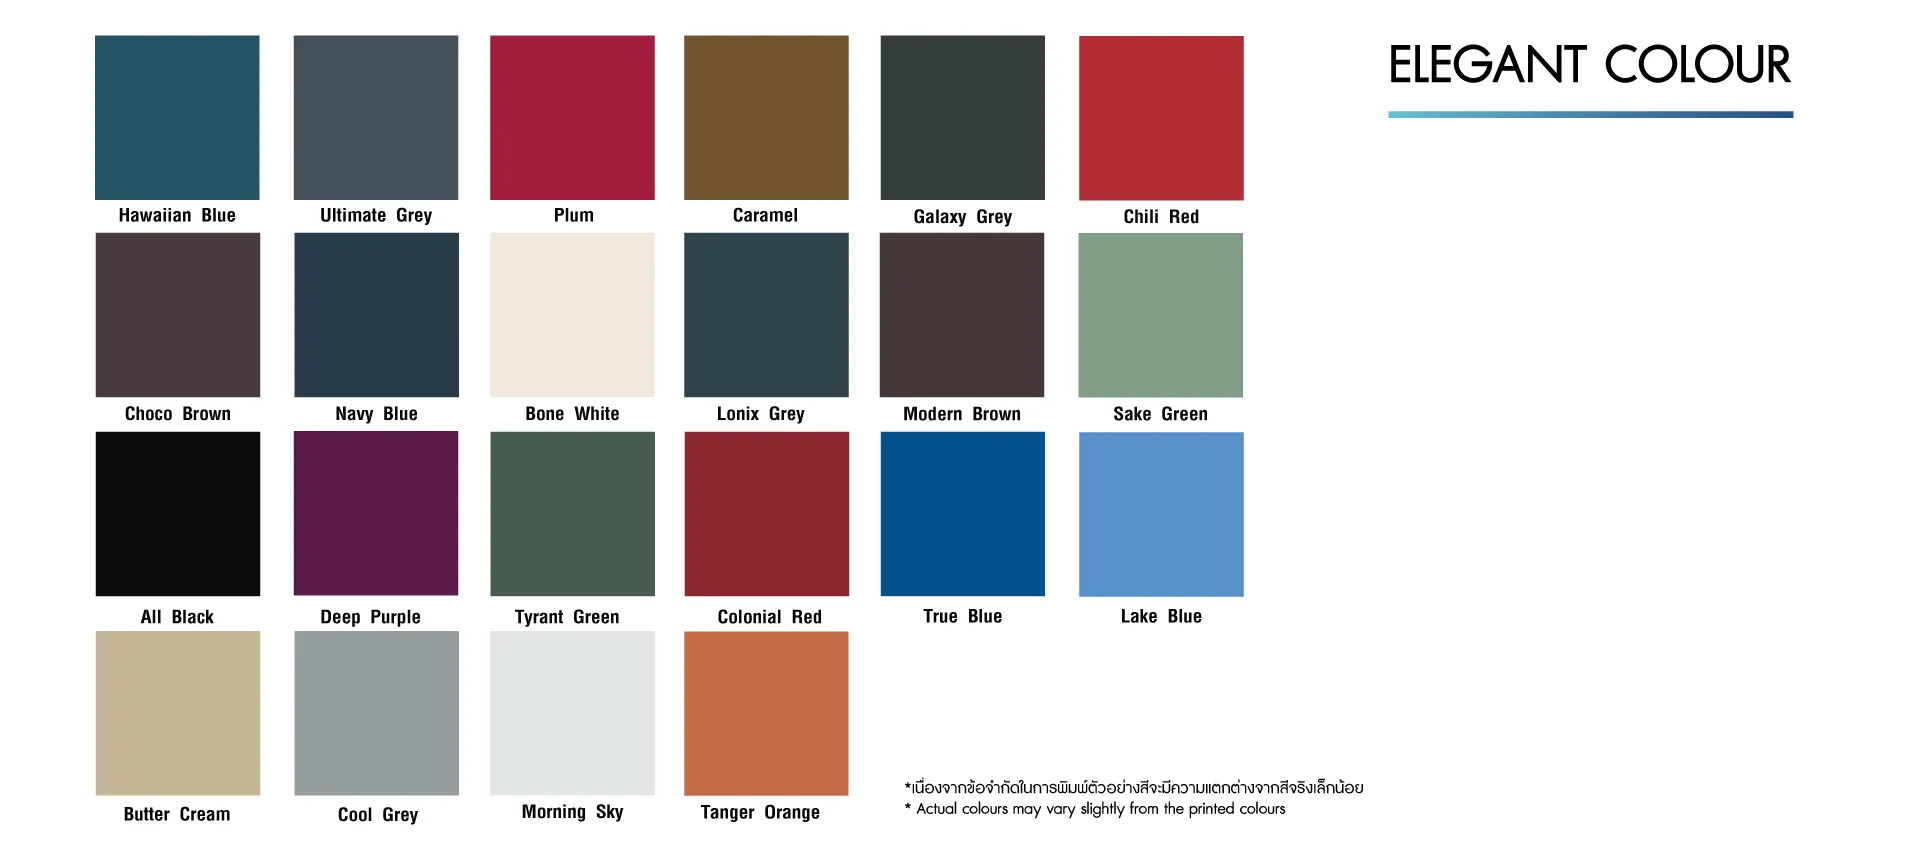 ELEGANT COLOUR
Hawaiian Blue
Ultimate Grey
Plum
Caramel
Galaxy Grey
Chili Red
Choco Brown
Navy Blue
Bone White
Lonix Grey
Modern Brown
Sake Green
All Black
Deep Purple
Tyrant Green
Colonial Red
True Blue
Lake Blue
Butter Cream
Cool Grey
Morning Sky
Tanger Orange
*เนื่องจากข้อจำกัดในการพิมพ์ตัวอย่างสีจะมีความแตกต่างจากสีจริงเล็กน้อย
* Actual colours may vary slightly from the printed colours